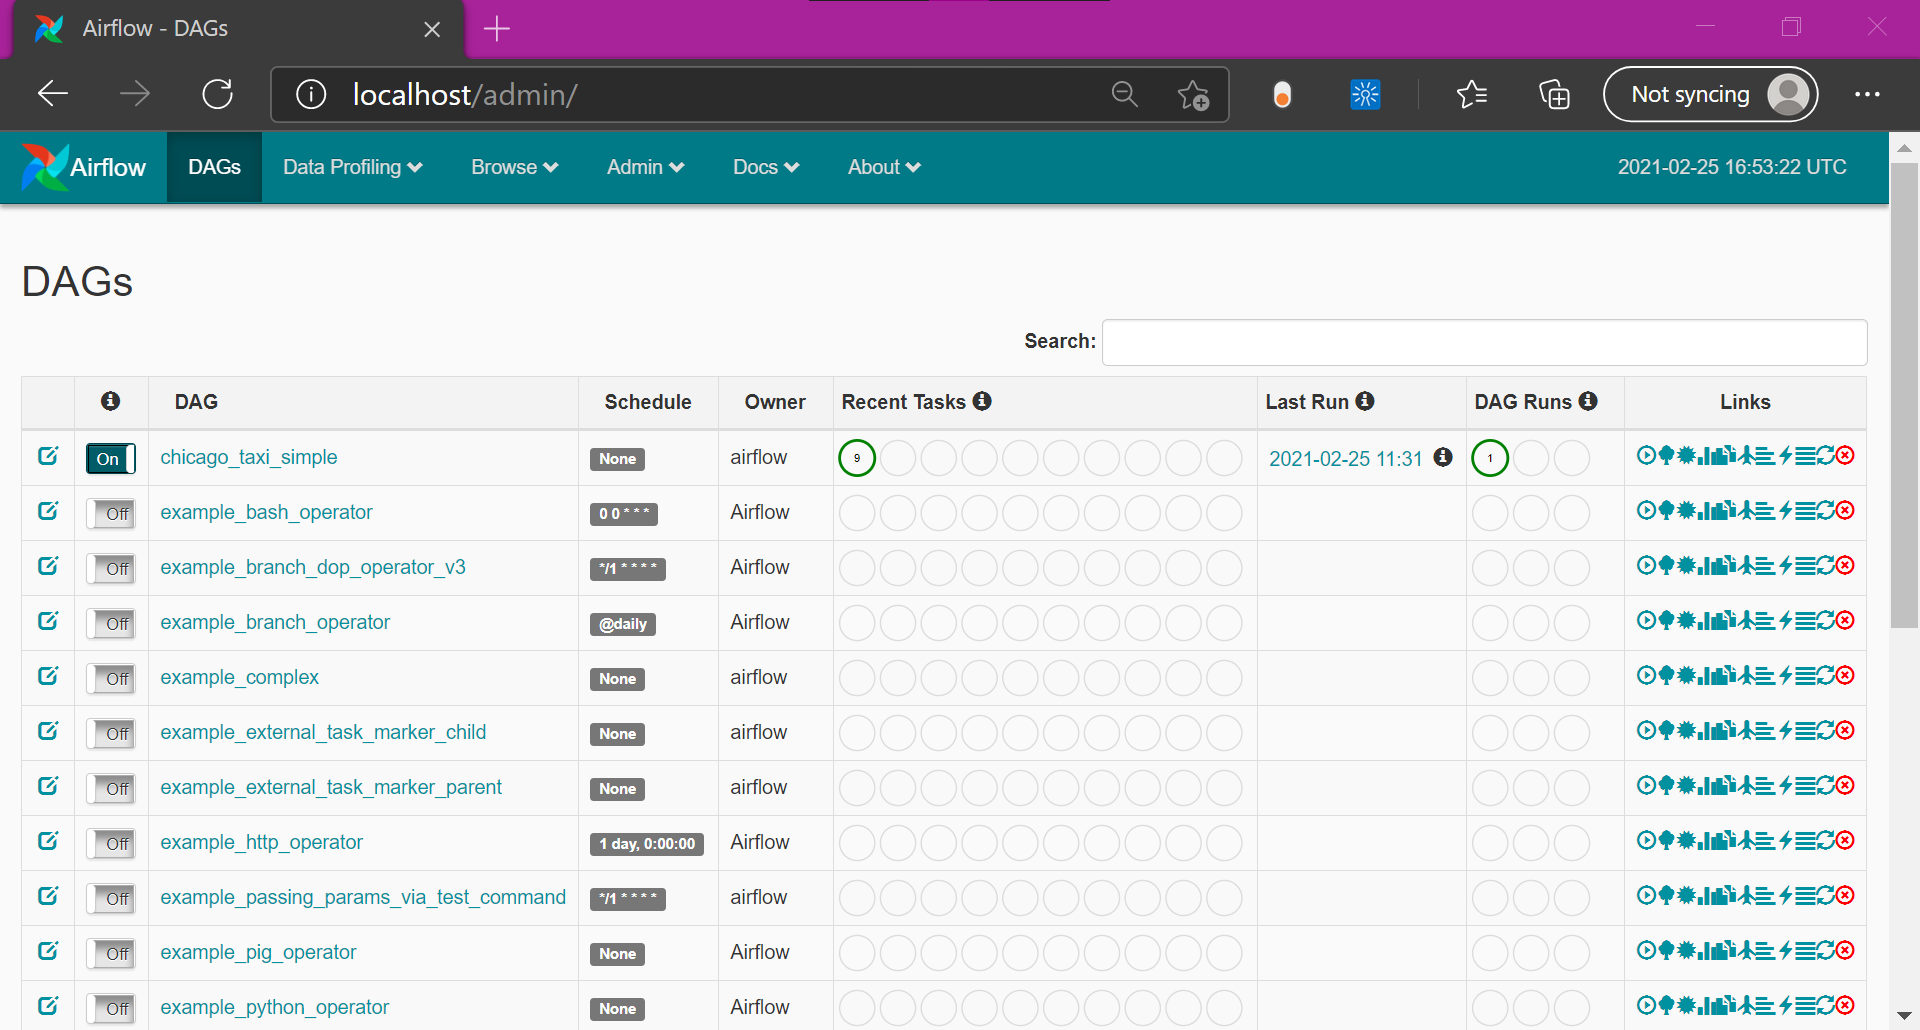 Airflow - DAGs
localhost/admin/
Not syncing
Airflow DAGs Data Profiling Browse Admin Docs About 2021-02-25 16:53:22 UTC
DAGs
Search:
DAG Schedule Owner Recent Tasks Last Run DAG Runs Links
On chicago_taxi_simple None airflow 9 2021-02-25 11:31 1
Off example_bash_operator 0 0 * * * Airflow
Off example_branch_dop_operator_v3 */1 * * * * Airflow
Off example_branch_operator @daily Airflow
Off example_complex None airflow
Off example_external_task_marker_child None airflow
Off example_external_task_marker_parent None airflow
Off example_http_operator 1 day, 0:00:00 Airflow
Off example_passing_params_via_test_command */1 * * * * airflow
Off example_pig_operator None Airflow
Off example_python_operator None Airflow